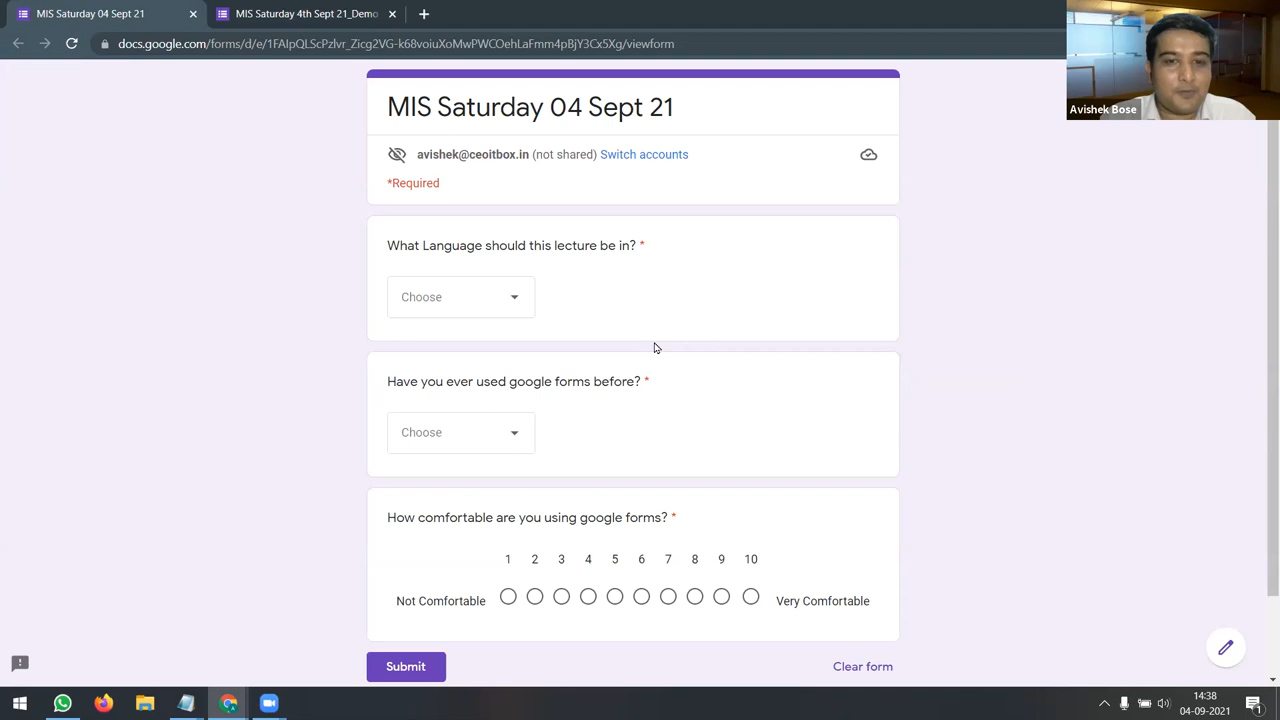 MIS Saturday 04 Sept 21
MIS Saturday 4th Sept 21_Demo
docs.google.com/forms/d/e/1FAIpQLScPzlvr_Zicg2VG-k68voiuXoMwPWCOehLaFmm4pBjY3Cx5Xg/viewform
Avishek Bose
MIS Saturday 04 Sept 21
avishek@ceoitbox.in (not shared) Switch accounts
*Required
What Language should this lecture be in? *
Choose
Have you ever used google forms before? *
Choose
How comfortable are you using google forms? *
1 2 3 4 5 6 7 8 9 10
Not Comfortable Very Comfortable
Submit Clear form
14:38
04-09-2021
1